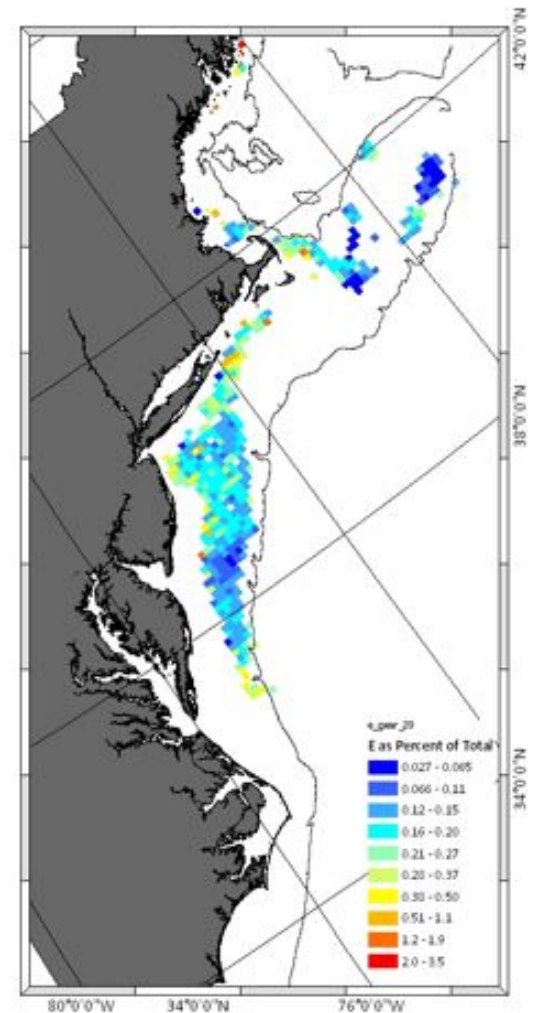 42°0'0"N
38°0'0"N
34°0'0"N
E as Percent of Total
0.027 - 0.065
0.066 - 0.11
0.12 - 0.15
0.16 - 0.20
0.21 - 0.27
0.28 - 0.37
0.38 - 0.50
0.51 - 1.1
1.2 - 1.9
2.0 - 3.5
80°0'0"W 34°0'0"N 76°0'0"W